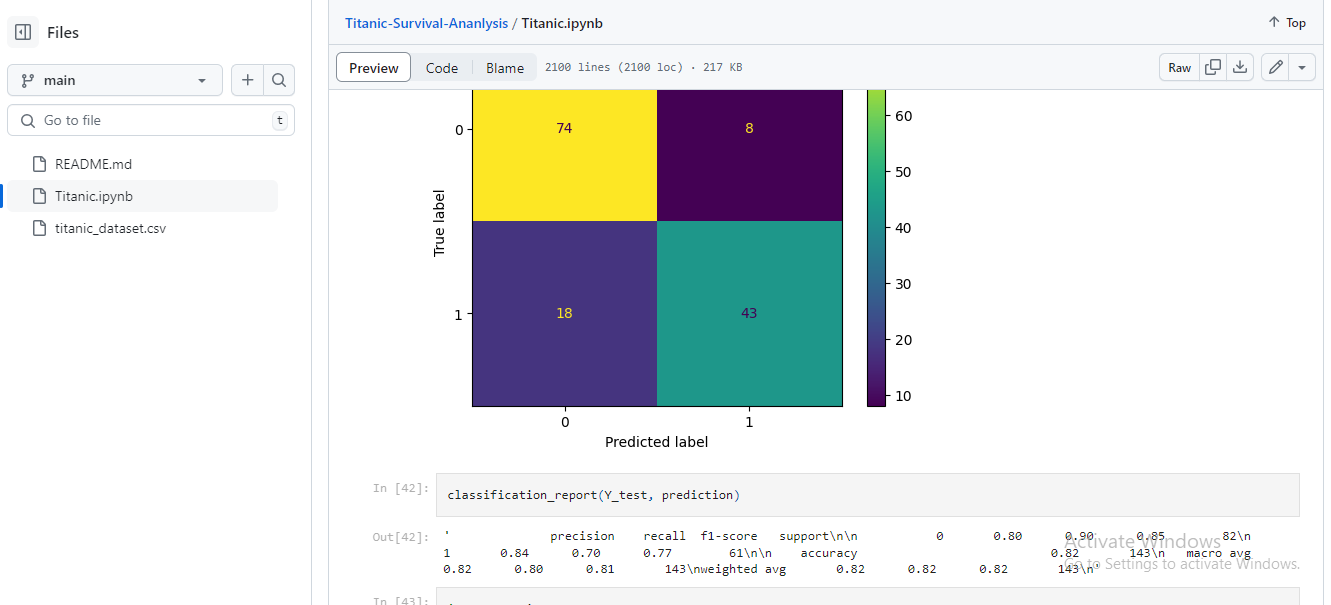 Files
main
Go to file
t
README.md
Titanic.ipynb
titanic_dataset.csv
Titanic-Survival-Ananlysis / Titanic.ipynb
Top
Preview Code Blame 2100 lines (2100 loc) · 217 KB
Raw
0 74 8
1 18 43
True label
0 1
Predicted label
60
50
40
30
20
10
In [42]: classification_report(Y_test, prediction)
Out[42]: ' precision recall f1-score support\n\n 0 0.80 0.90 0.85 82\n
1 0.84 0.70 0.77 61\n\n accuracy 0.82 143\n macro avg
0.82 0.80 0.81 143\nweighted avg 0.82 0.82 0.82 143\n'
Activate Windows
Go to Settings to activate Windows.
In [43]: